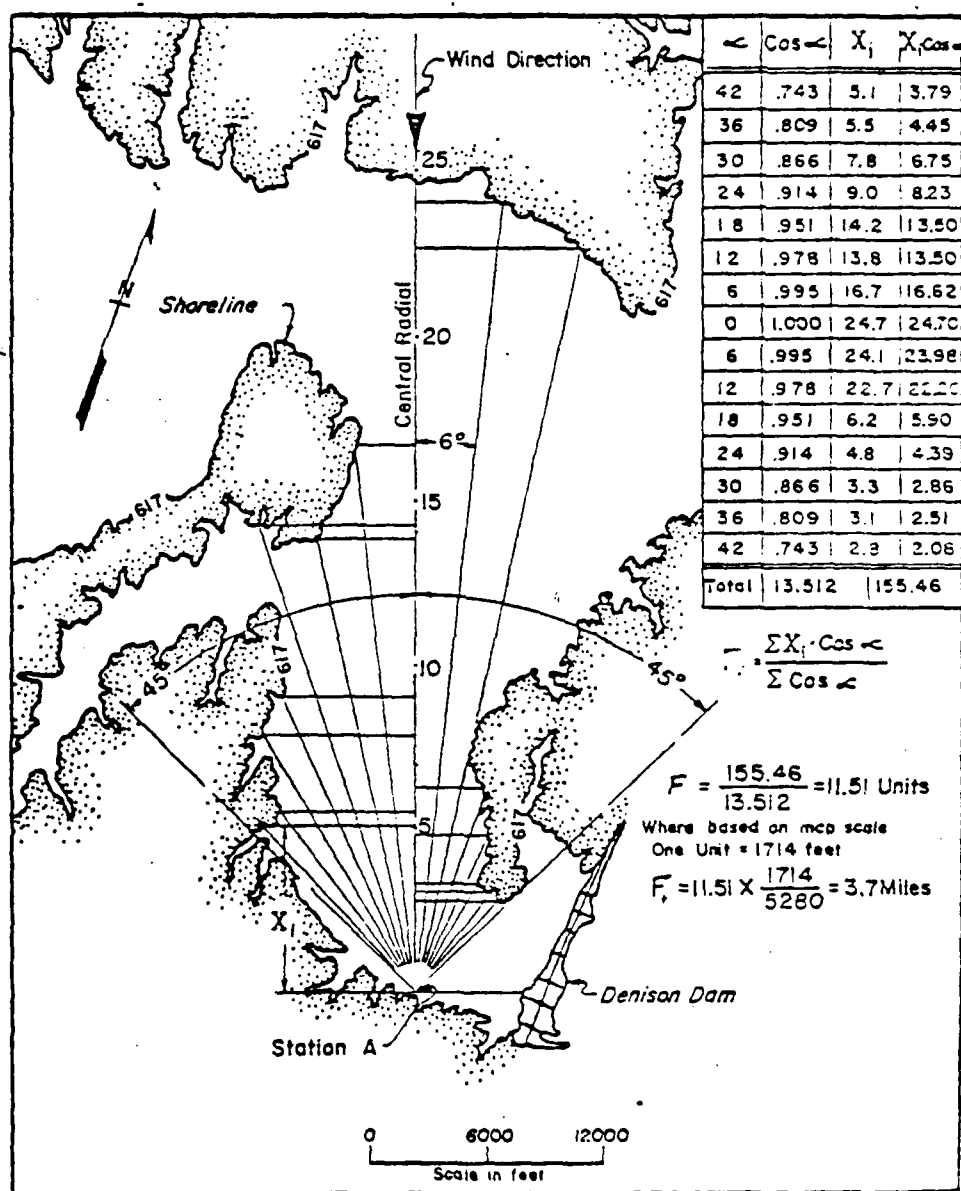 ∝ Cos ∝ X₁ X₁cos∝
42 .743 5.1 3.79
36 .809 5.5 4.45
30 .866 7.8 6.75
24 .914 9.0 8.23
18 .951 14.2 13.50
12 .978 13.8 13.50
6 .995 16.7 16.62
0 1.000 24.7 24.70
6 .995 24.1 23.98
12 .978 22.7
18 .951 6.2 5.90
24 .914 4.8 4.39
30 .866 3.3 2.86
36 .809 3.1 2.51
42 .743 2.8 2.08
Total 13.512 155.46
Wind Direction
617
25
617
N
Shoreline
Central Radial
20
6°
617
15
617
45°
10
45°
5
617
X₁
Denison Dam
Station A
= ΣX₁·Cos ∝
Σ Cos ∝
F = 155.46 = 11.51 Units
13.512
Where based on map scale
One Unit = 1714 feet
F, = 11.51 X 1714 = 3.7 Miles
5280
0 6000 12000
Scale in feet